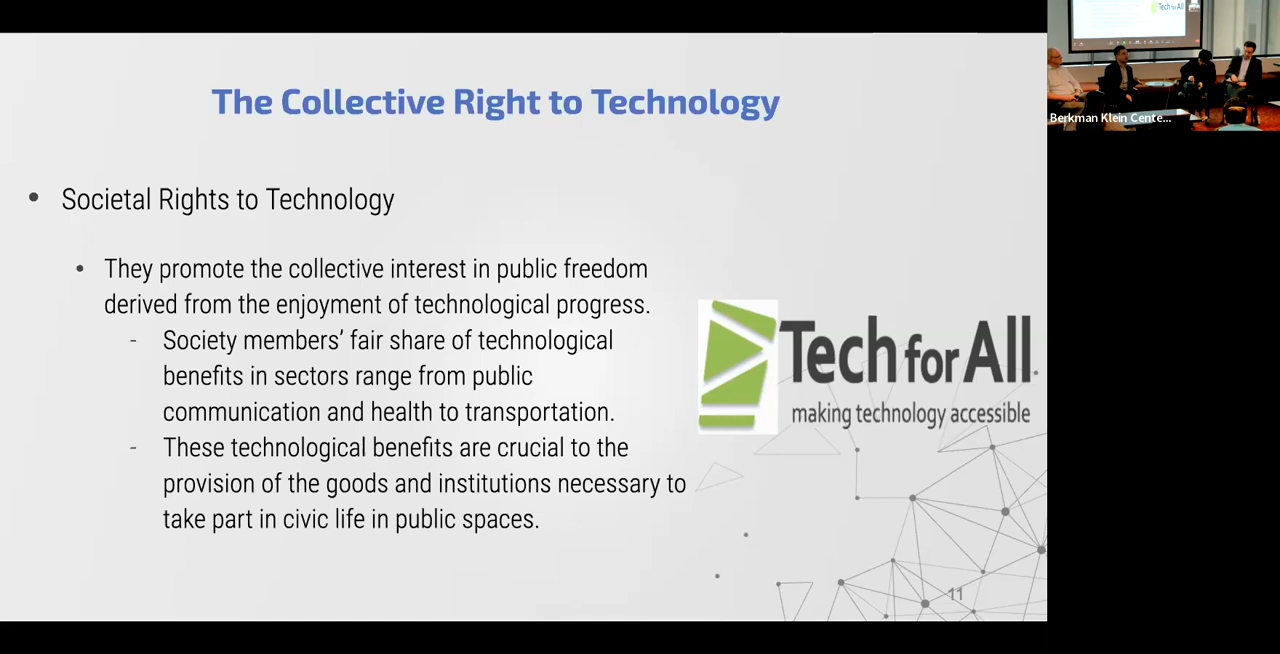 The Collective Right to Technology
Societal Rights to Technology
They promote the collective interest in public freedom
derived from the enjoyment of technological progress.
- Society members’ fair share of technological
benefits in sectors range from public
communication and health to transportation.
- These technological benefits are crucial to the
provision of the goods and institutions necessary to
take part in civic life in public spaces.
Tech for All
making technology accessible
11
Tech for All
Berkman Klein Cente...